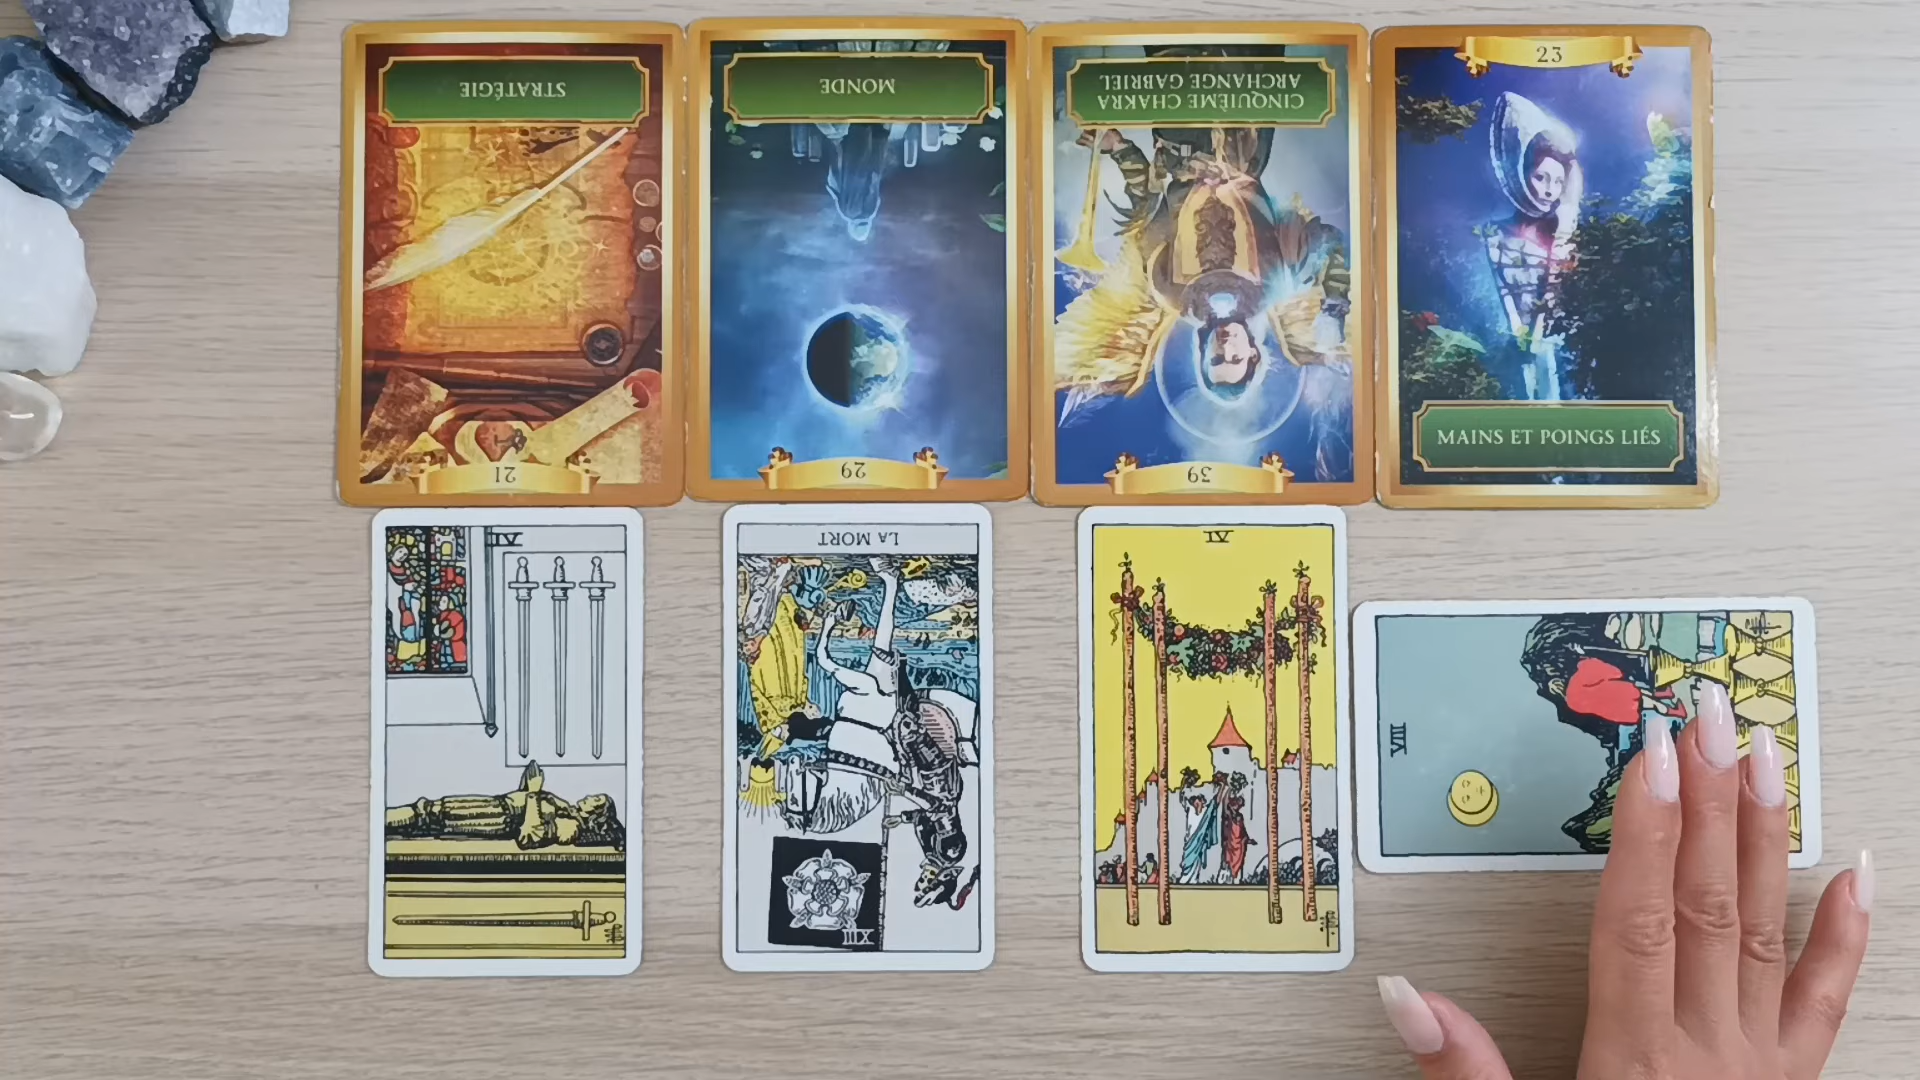 STRATÉGIE
21
MONDE
29
CINQUIÈME CHAKRA
ARCHANGE GABRIEL
39
23
MAINS ET POINGS LIÉS
IV
LA MORT
XIII
IV
VIII